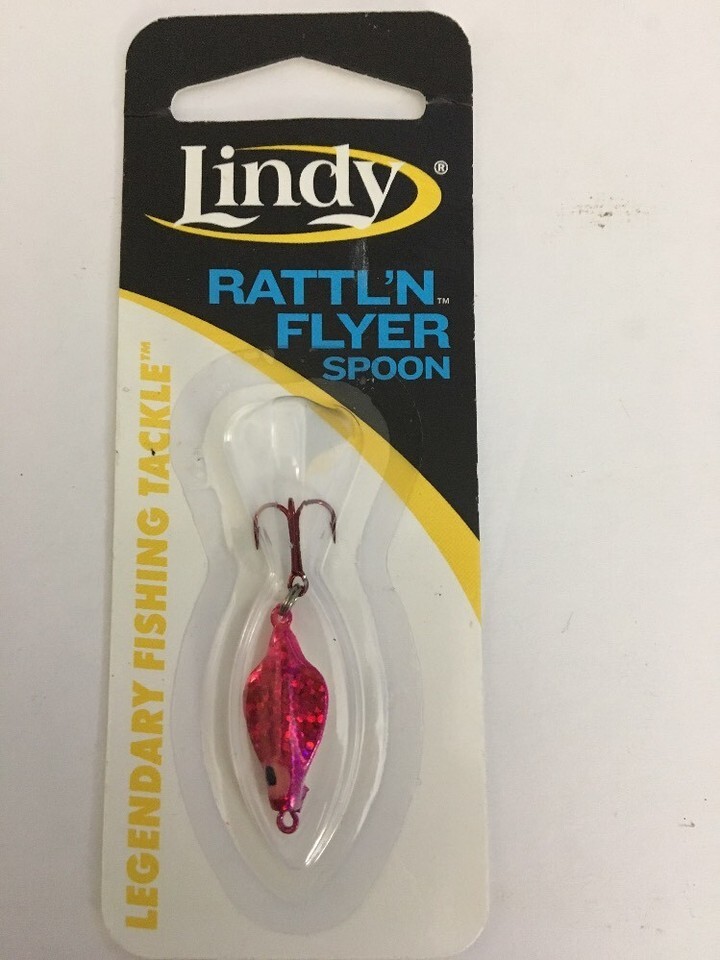 Lindy®
RATTL'N™
FLYER
SPOON
LEGENDARY FISHING TACKLE™